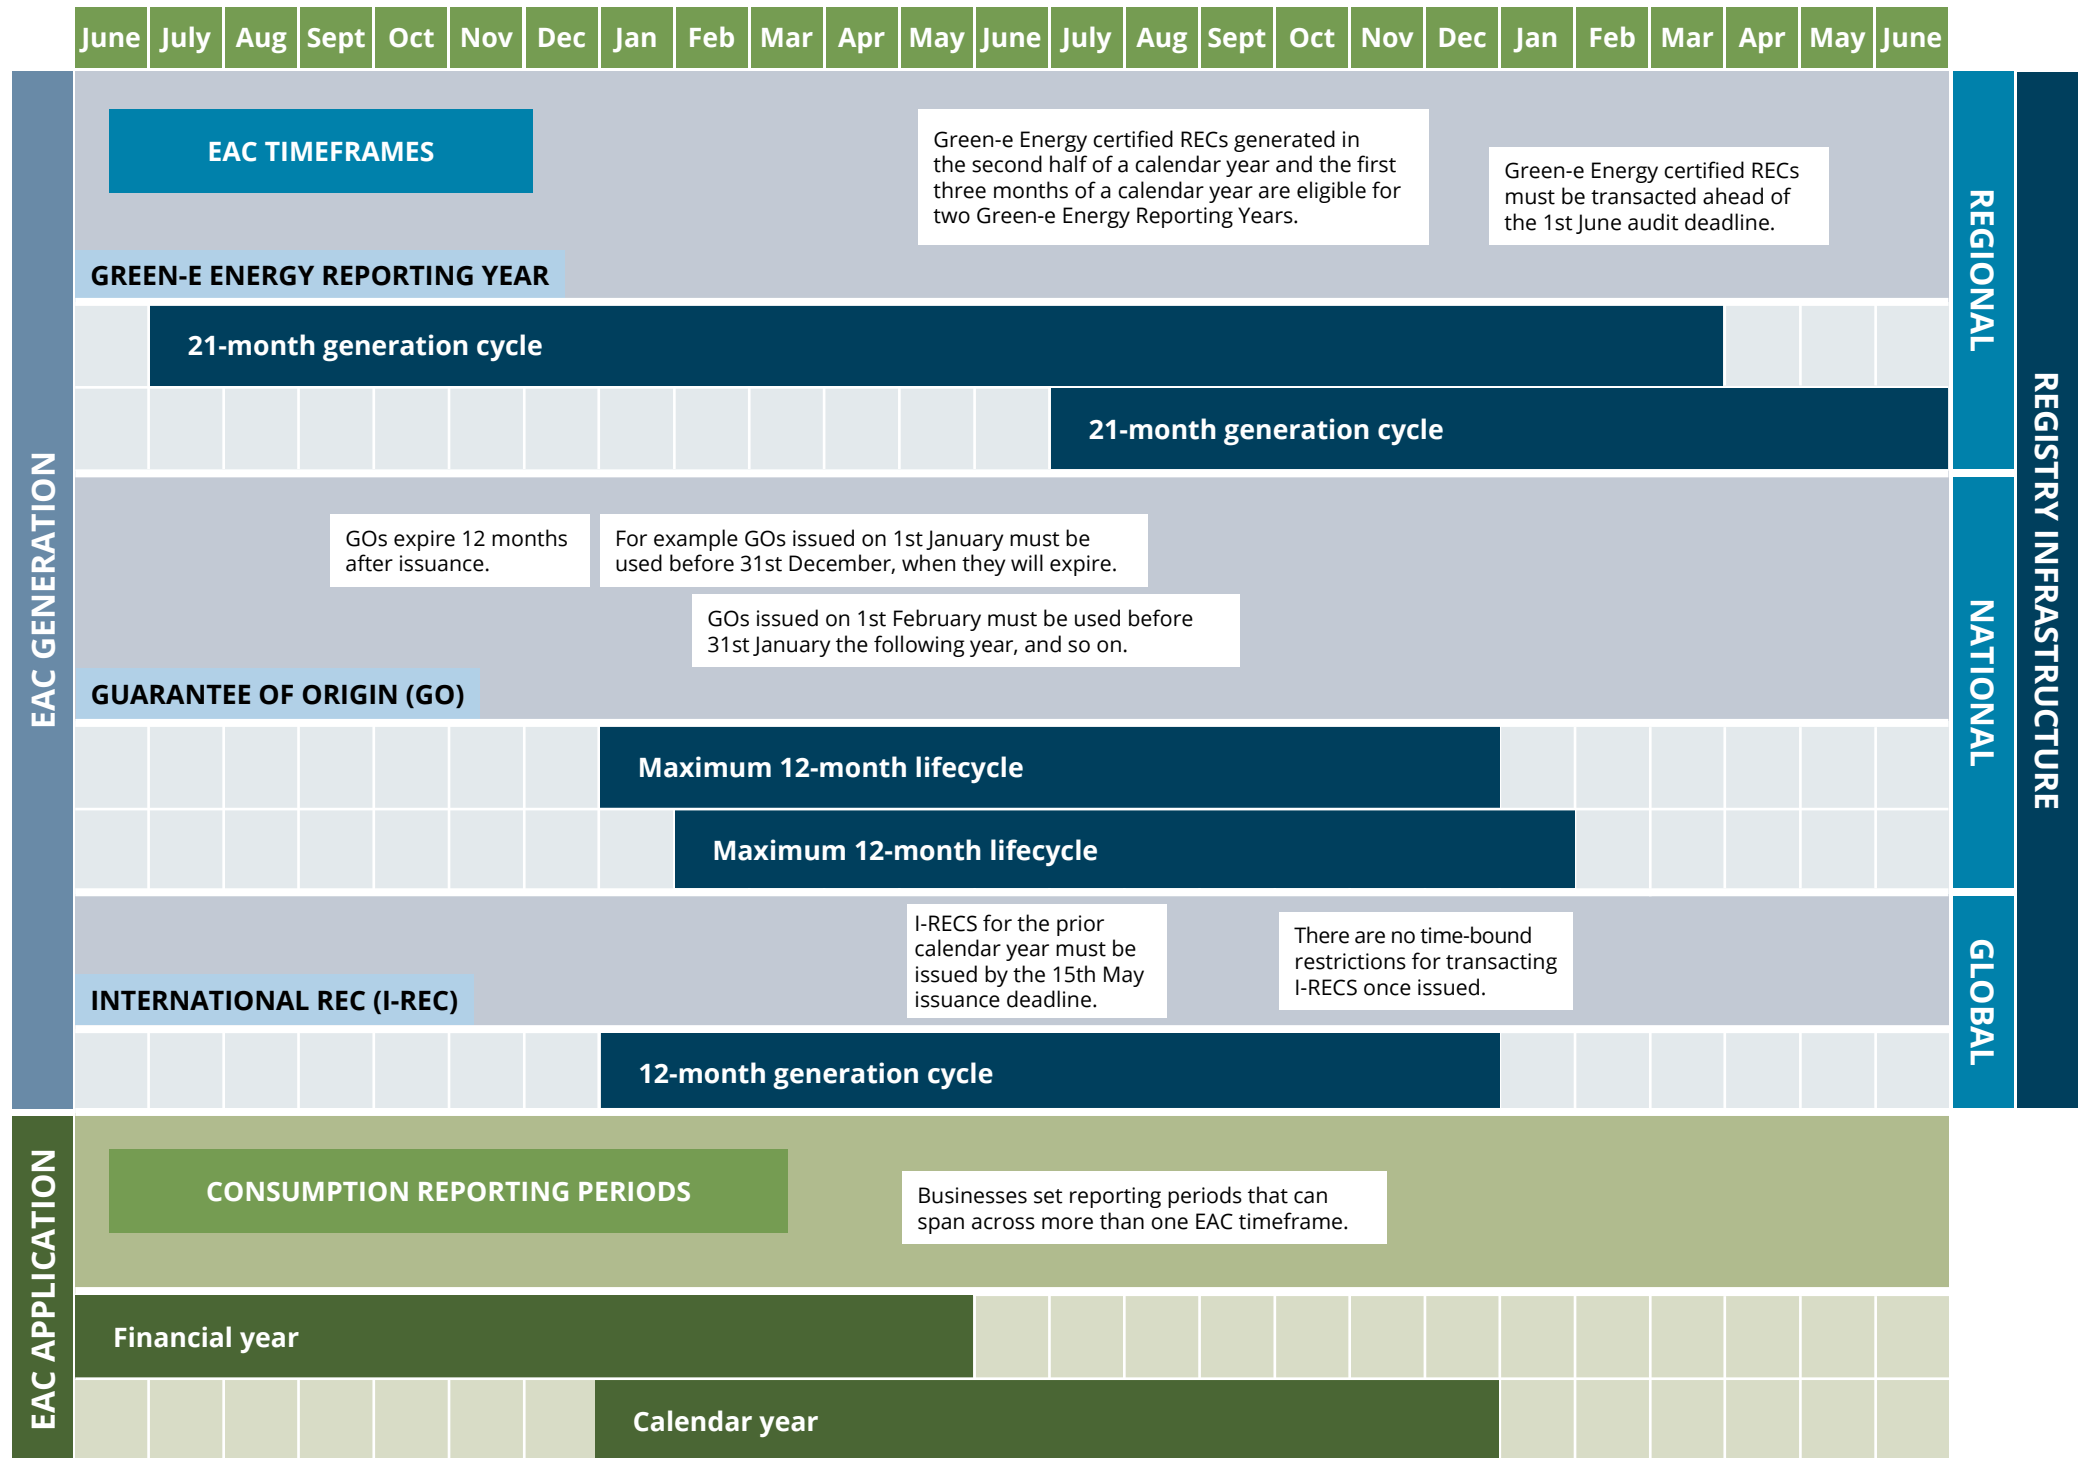 June July Aug Sept Oct Nov Dec Jan Feb Mar Apr May June July Aug Sept Oct Nov Dec Jan Feb Mar Apr May June
EAC GENERATION
EAC TIMEFRAMES
Green-e Energy certified RECs generated in
the second half of a calendar year and the first
three months of a calendar year are eligible for
two Green-e Energy Reporting Years.
Green-e Energy certified RECs
must be transacted ahead of
the 1st June audit deadline.
GREEN-E ENERGY REPORTING YEAR
21-month generation cycle
21-month generation cycle
REGIONAL
REGISTRY INFRASTRUCTURE
GOs expire 12 months
after issuance.
For example GOs issued on 1st January must be
used before 31st December, when they will expire.
GOs issued on 1st February must be used before
31st January the following year, and so on.
GUARANTEE OF ORIGIN (GO)
Maximum 12-month lifecycle
Maximum 12-month lifecycle
NATIONAL
I-RECS for the prior
calendar year must be
issued by the 15th May
issuance deadline.
There are no time-bound
restrictions for transacting
I-RECS once issued.
INTERNATIONAL REC (I-REC)
12-month generation cycle
GLOBAL
EAC APPLICATION
CONSUMPTION REPORTING PERIODS
Businesses set reporting periods that can
span across more than one EAC timeframe.
Financial year
Calendar year